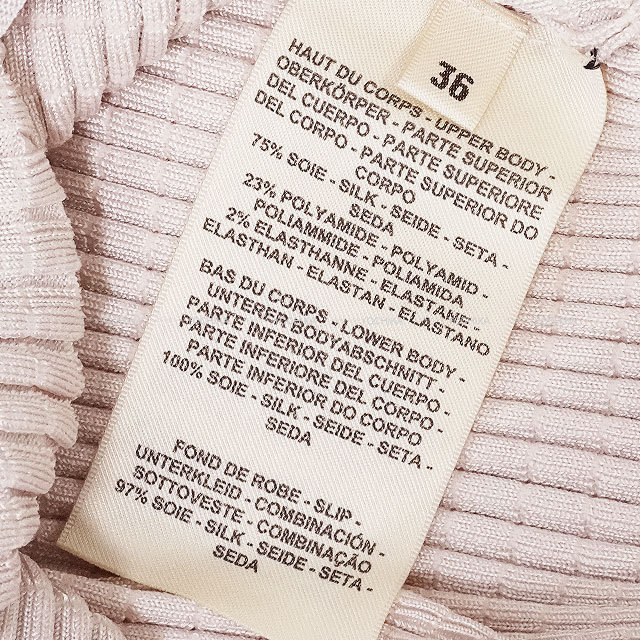 36
HAUT DU CORPS - UPPER BODY -
OBERKÖRPER - PARTE SUPERIOR
DEL CUERPO - PARTE SUPERIORE
DEL CORPO - PARTE SUPERIOR DO
CORPO
75% SOIE - SILK - SEIDE - SETA -
SEDA
23% POLYAMIDE - POLYAMID -
POLIAMMIDE - POLIAMIDA
2% ELASTHANNE - ELASTANE -
ELASTHAN - ELASTAN - ELASTANO
BAS DU CORPS - LOWER BODY -
UNTERER BODYABSCHNITT -
PARTE INFERIOR DEL CUERPO -
PARTE INFERIORE DEL CORPO -
PARTE INFERIOR DO CORPO
100% SOIE - SILK - SEIDE - SETA -
SEDA
FOND DE ROBE - SLIP -
UNTERKLEID - COMBINACIÓN -
SOTTOVESTE - COMBINAÇÃO
97% SOIE - SILK - SEIDE - SETA -
SEDA